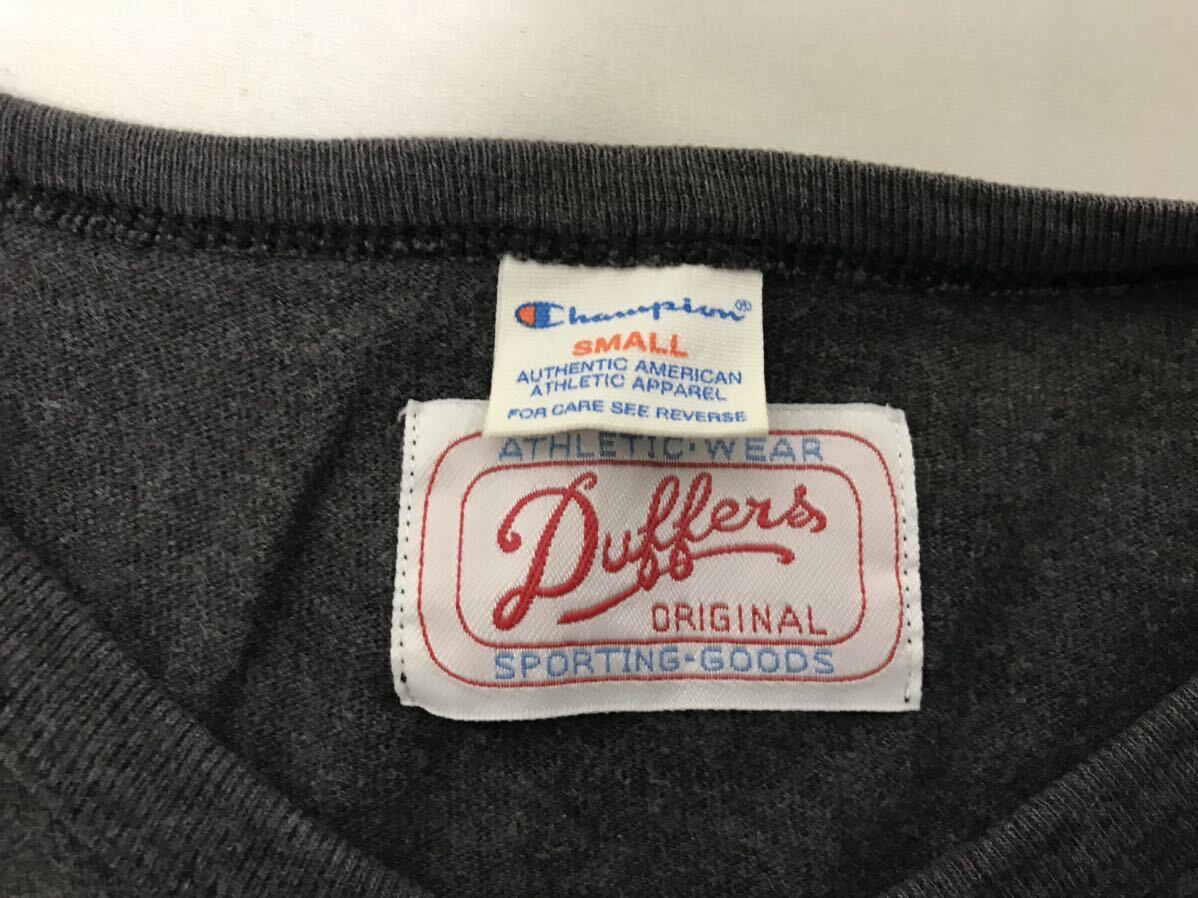 Champion®
SMALL
AUTHENTIC AMERICAN
ATHLETIC APPAREL
FOR CARE SEE REVERSE
ATHLETIC·WEAR
Duffers
ORIGINAL
SPORTING-GOODS